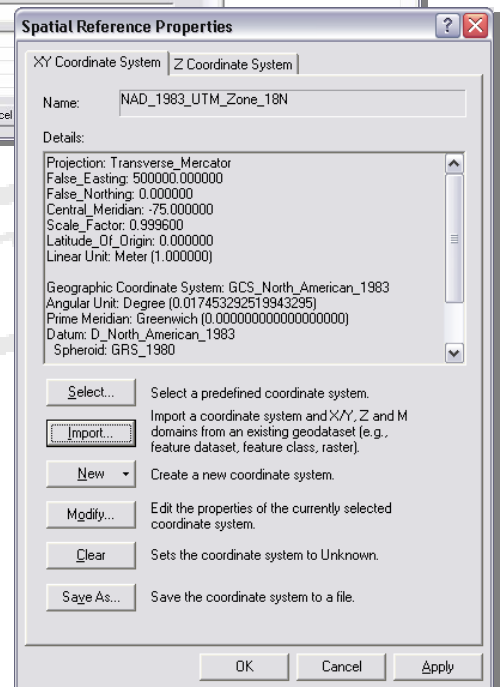 Spatial Reference Properties
XY Coordinate System
Z Coordinate System
Name:
NAD_1983_UTM_Zone_18N
cel
Details:
Projection: Transverse_Mercator
False_Easting: 500000.000000
False_Northing: 0.000000
Central_Meridian: -75.000000
Scale_Factor: 0.999600
Latitude_Of_Origin: 0.000000
Linear Unit: Meter (1.000000)
Geographic Coordinate System: GCS_North_American_1983
Angular Unit: Degree (0.017453292519943295)
Prime Meridian: Greenwich (0.000000000000000000)
Datum: D_North_American_1983
Spheroid: GRS_1980
Select...
Select a predefined coordinate system.
Import...
Import a coordinate system and X/Y, Z and M
domains from an existing geodataset (e.g.,
feature dataset, feature class, raster).
New
Create a new coordinate system.
Modify...
Edit the properties of the currently selected
coordinate system.
Clear
Sets the coordinate system to Unknown.
Save As...
Save the coordinate system to a file.
OK
Cancel
Apply